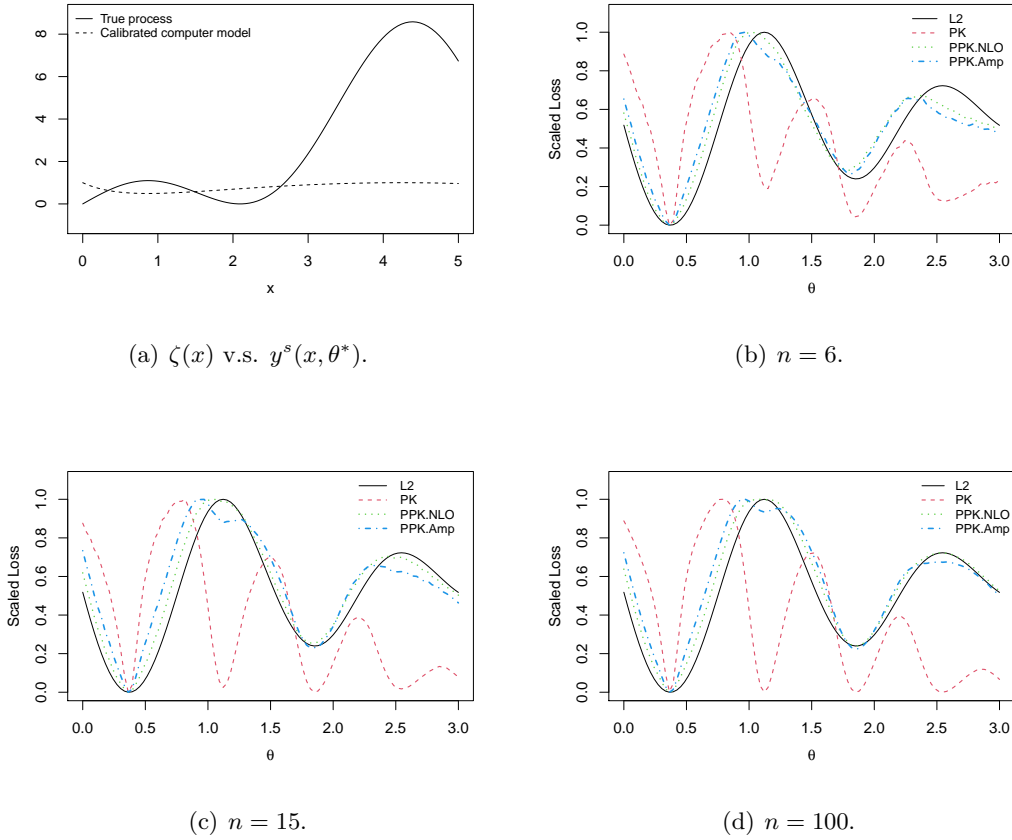 True process
Calibrated computer model
0 2 4 6 8
0 1 2 3 4 5
x
(a) ζ(x) v.s. y^s(x, θ*).
L2
PK
PPK.NLO
PPK.Amp
Scaled Loss
0.0 0.2 0.4 0.6 0.8 1.0
0.0 0.5 1.0 1.5 2.0 2.5 3.0
θ
(b) n = 6.
L2
PK
PPK.NLO
PPK.Amp
Scaled Loss
0.0 0.2 0.4 0.6 0.8 1.0
0.0 0.5 1.0 1.5 2.0 2.5 3.0
θ
(c) n = 15.
L2
PK
PPK.NLO
PPK.Amp
Scaled Loss
0.0 0.2 0.4 0.6 0.8 1.0
0.0 0.5 1.0 1.5 2.0 2.5 3.0
θ
(d) n = 100.